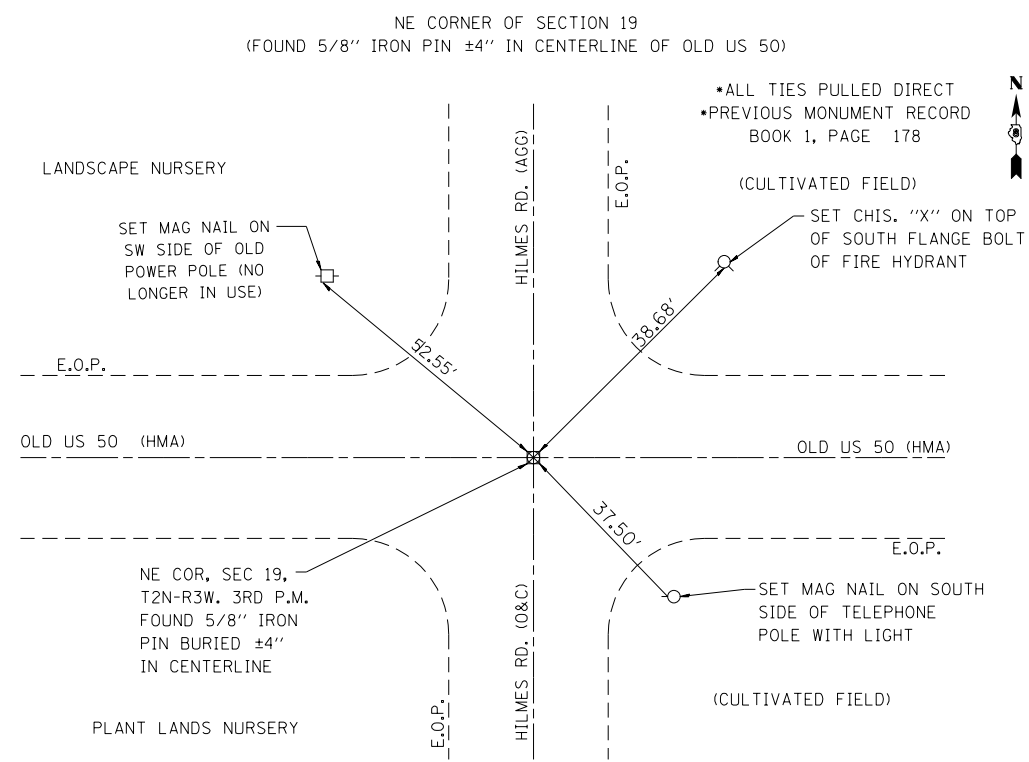 NE CORNER OF SECTION 19
(FOUND 5/8" IRON PIN ±4" IN CENTERLINE OF OLD US 50)
*ALL TIES PULLED DIRECT
*PREVIOUS MONUMENT RECORD
BOOK 1, PAGE 178
N
LANDSCAPE NURSERY
HILMES RD. (AGG)
E.O.P.
(CULTIVATED FIELD)
SET MAG NAIL ON
SW SIDE OF OLD
POWER POLE (NO
LONGER IN USE)
SET CHIS. "X" ON TOP
OF SOUTH FLANGE BOLT
OF FIRE HYDRANT
52.55'
138.68'
E.O.P.
OLD US 50 (HMA)
OLD US 50 (HMA)
37.50'
E.O.P.
NE COR, SEC 19,
T2N-R3W. 3RD P.M.
FOUND 5/8" IRON
PIN BURIED ±4"
IN CENTERLINE
SET MAG NAIL ON SOUTH
SIDE OF TELEPHONE
POLE WITH LIGHT
HILMES RD. (O&C)
E.O.P.
(CULTIVATED FIELD)
PLANT LANDS NURSERY